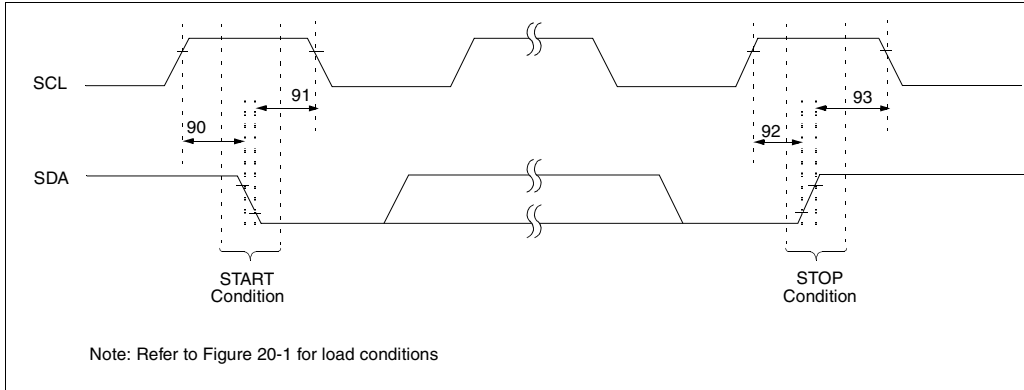 SCL
91
93
90
92
SDA
START
Condition
STOP
Condition
Note: Refer to Figure 20-1 for load conditions